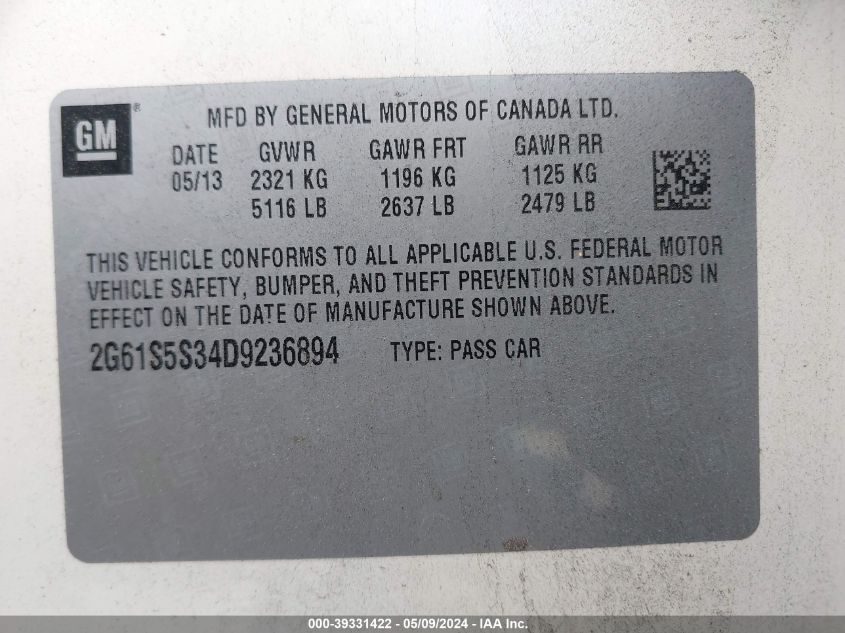 GM ®
MFD BY GENERAL MOTORS OF CANADA LTD.
DATE GVWR GAWR FRT GAWR RR
05/13 2321 KG 1196 KG 1125 KG
5116 LB 2637 LB 2479 LB
THIS VEHICLE CONFORMS TO ALL APPLICABLE U.S. FEDERAL MOTOR
VEHICLE SAFETY, BUMPER, AND THEFT PREVENTION STANDARDS IN
EFFECT ON THE DATE OF MANUFACTURE SHOWN ABOVE.
2G61S5S34D9236894 TYPE: PASS CAR
000-39331422 - 05/09/2024 - IAA Inc.